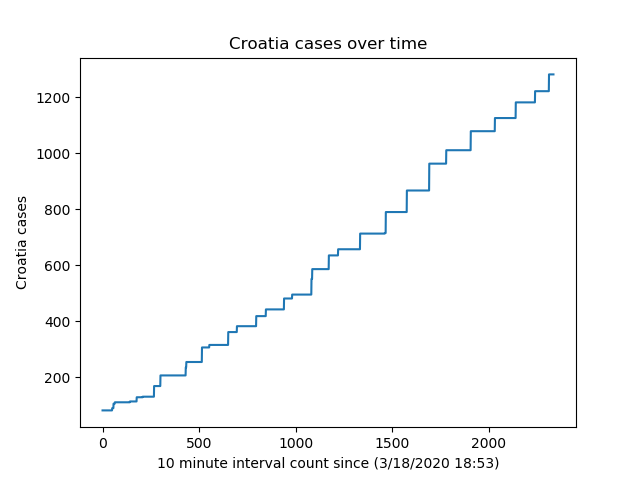 Croatia cases over time
1200
1000
800
600
400
200
Croatia cases
0 500 1000 1500 2000
10 minute interval count since (3/18/2020 18:53)